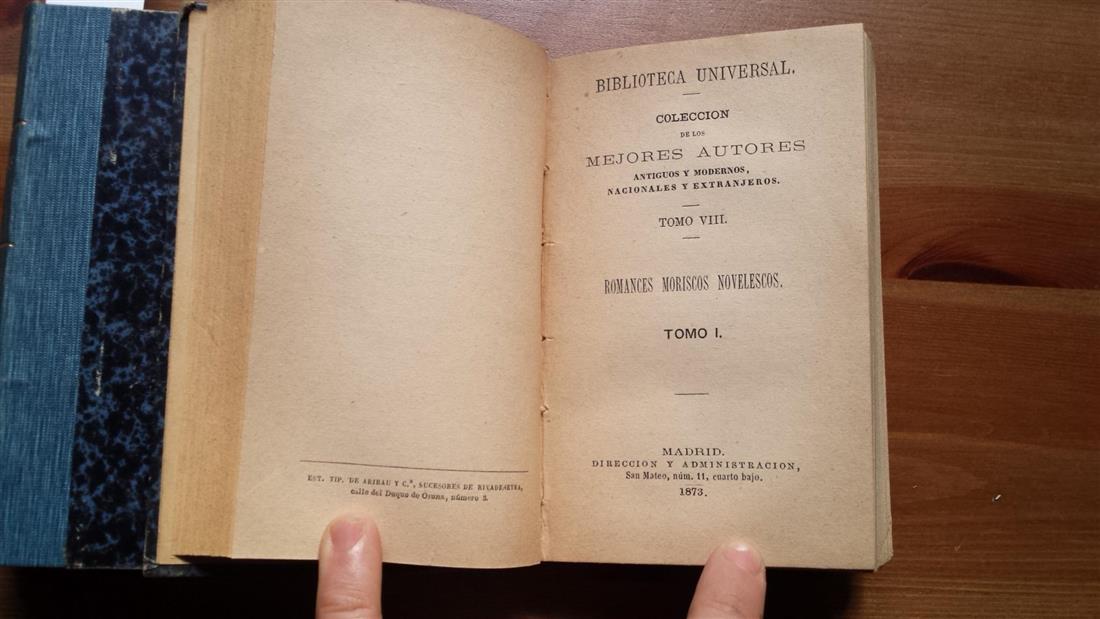 EST. TIP. DE ARIBAU Y C.ª, SUCESORES DE RIVADENEYRA,
calle del Duque de Osuna, número 3.
BIBLIOTECA UNIVERSAL.
COLECCION
DE LOS
MEJORES AUTORES
ANTIGUOS Y MODERNOS,
NACIONALES Y EXTRANJEROS.
TOMO VIII.
ROMANCES MORISCOS NOVELESCOS.
TOMO I.
MADRID.
DIRECCION Y ADMINISTRACION,
San Mateo, núm. 11, cuarto bajo.
1873.